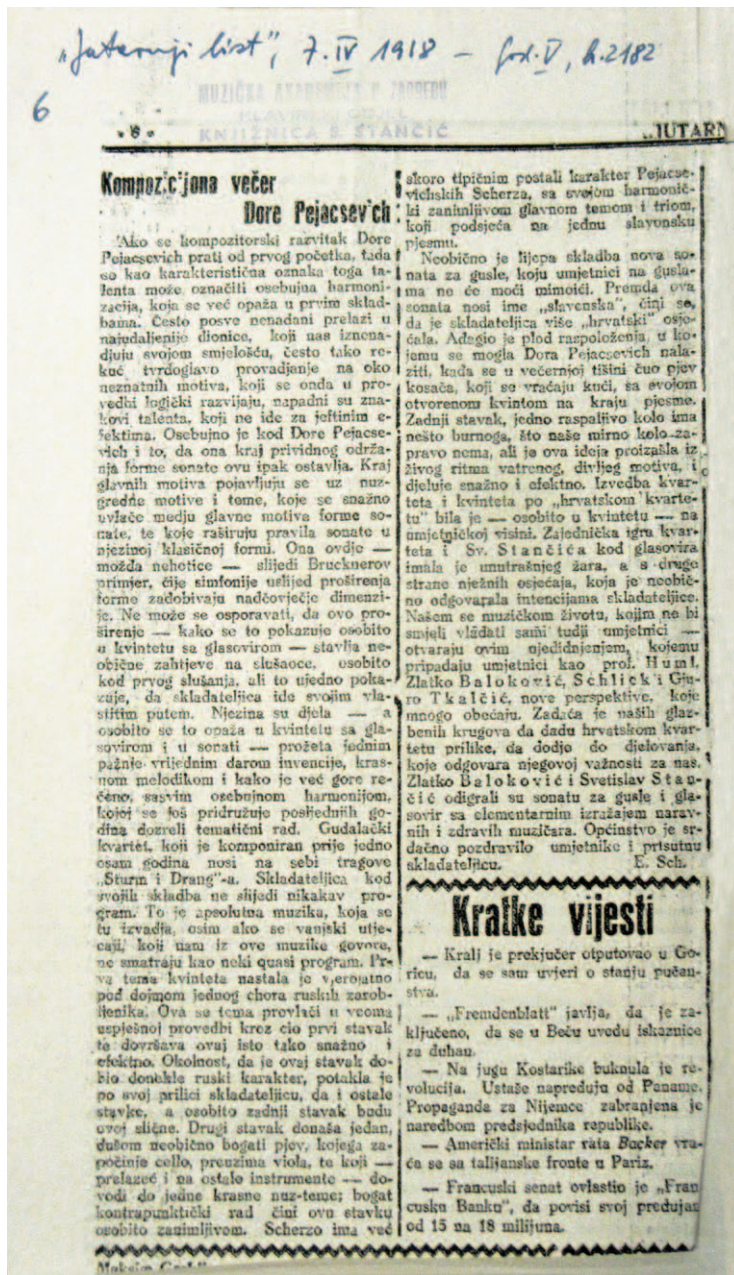 „Jutarnji list", 7. IV 1918 – God. V, br. 2182
6
MUZIČKA AKADEMIJA U ZAGREBU
KNJIŽNICA S. STANČIĆ
„JUTARN
Kompozicijona večer
Dore Pejacsevich
Ako se kompozitorski razvitak Dore
Pejacsevich prati od prvog početka, tada
se kao karakteristična oznaka toga ta-
lenta može označiti osebujna harmoni-
zacija, koja se već opaža u prvim sklad-
bama. Često posve nenadani prelazi u
najudaljenije dionice, koji nas iznena-
djuju svojom smjelošću, često tako re-
kuć tvrdoglavo provadjanje na oko
neznatnih motiva, koji se onda u pro-
vedbi logički razvijaju, napadni su zna-
kovi talenta, koji ne ide za jeftinim e-
fektima. Osebujno je kod Dore Pejacse-
vich i to, da ona kraj prividnog održa-
nja forme sonate ovu ipak ostavlja. Kraj
glavnih motiva pojavljuju se uz nuz-
gredne motive i teme, koje se snažno
uvlače medju glavne motive forme so-
nate, te koje raširuju pravila sonate u
njezinoj klasičnoj formi. Ona ovdje —
možda nehotice — slijedi Brucknerov
primjer, čije simfonije uslijed proširenja
forme zadobivaju nadčovječje dimenzi-
je. Ne može se osporavati, da ovo pro-
širenje — kako se to pokazuje osobito
u kvintetu sa glasovirom — stavlja ne-
obične zahtjeve na slušaoce, osobito
kod prvog slušanja, ali to ujedno poka-
zuje, da skladateljica ide svojim vla-
stitim putem. Njezina su djela — a
osobito se to opaža u kvintetu sa gla-
sovirom i u sonati — prožeta jednim
pažnje vrijednim darom invencije, kras-
nom melodikom i kako je već gore re-
čeno, sasvim osebujnom harmonijom,
kojoj se još pridružuje posljednjih go-
dina dozreli tematični rad. Gudalački
kvartet, koji je komponiran prije jedno
osam godina nosi na sebi tragove
„Sturm i Drang"-a. Skladateljica kod
svojih skladba ne slijedi nikakav pro-
gram. To je apsolutna muzika, koja se
tu izvadja, osim ako se vanjski utje-
caji, koji nam iz ove muzike govore,
ne smatraju kao neki quasi program. Pr-
va tema kvinteta nastala je vjerojatno
pod dojmom jednog chora ruskih zarob-
ljenika. Ova se tema provlači u veoma
uspješnoj provedbi kroz cio prvi stavak
te dovršava ovaj isto tako snažno i
efektno. Okolnost, da je ovaj stavak do-
bio donekle ruski karakter, potakla je
po svoj prilici skladateljicu, da i ostale
stavke, a osobito zadnji stavak budu
ovoj slične. Drugi stavak donaša jedan,
dušom neobično bogati pjev, kojega za-
počinje cello, preuzima viola, te koji —
prelazeć i na ostale instrumente — do-
vodi do jedne krasne nuz-teme; bogat
kontrapunktički rad čini ovu stavku
osobito zanimljivom. Scherzo ima već
skoro tipičnim postali karakter Pejacse-
vichskih Scherza, sa svojom harmonič-
ki zanimljivom glavnom temom i triom,
koji podsjeća na jednu slavonsku
pjesmu.
Neobično je lijepa skladba nova so-
nata za gusle, koju umjetnici na gusla-
ma ne će moći mimoići. Premda ova
sonata nosi ime „slavenska", čini se,
da je skladateljica više „hrvatski" osje-
ćala. Adagio je plod raspoloženja, u ko-
jemu se mogla Dora Pejacsevich nala-
ziti, kada se u večernjoj tišini čuo pjev
kosača, koji se vraćaju kući, sa svojom
otvorenom kvintom na kraju pjesme.
Zadnji stavak, jedno raspaljivo kolo ima
nešto burnoga, što naše mirno kolo za-
pravo nema, ali je ova ideja proizašla iz
živog ritma vatrenog, divljeg motiva, i
djeluje snažno i efektno. Izvedba kvar-
teta i kvinteta po „hrvatskom kvarte-
tu" bila je — osobito u kvintetu — na
umjetničkoj visini. Zajednička igra kvar-
teta i Sv. Stančića kod glasovira
imala je unutrašnjeg žara, a s druge
strane nježnih osjećaja, koja je neobič-
no odgovarala intencijama skladateljice.
Našem se muzičkom životu, kojim ne bi
smjeli vladati sami tudji umjetnici —
otvaraju ovim ujedidnjenjem, kojemu
pripadaju umjetnici kao prof. Huml,
Zlatko Baloković, Schlick i Gju-
ro Tkalčić, nove perspektive, koje
mnogo obećaju. Zadaća je naših glaz-
benih krugova da dadu hrvatskom kvar-
tetu prilike, da dodje do djelovanja,
koje odgovara njegovoj važnosti za nas.
Zlatko Baloković i Svetislav Stan-
čić odigrali su sonatu za gusle i gla-
sovir sa elementarnim izražajem narav-
nih i zdravih muzičara. Općinstvo je sr-
dačno pozdravilo umjetnike i prisutnu
skladateljicu. E. Sch.
Kratke vijesti
— Kralj je prekjučer otputovao u Go-
ricu, da se sam uvjeri o stanju pučan-
stva.
— „Fremdenblatt" javlja, da je za-
ključeno, da se u Beču uvedu iskaznice
za duhan.
— Na jugu Kostarike buknula je re-
volucija. Ustaše napreduju od Paname.
Propaganda za Nijemce zabranjena je
naredbom predsjednika republike.
— Američki ministar rata Backer vra-
ća se sa talijanske fronte u Pariz.
— Francuski senat ovlastio je „Fran
cusku Banku", da povisi svoj predujam
od 15 na 18 milijuna.